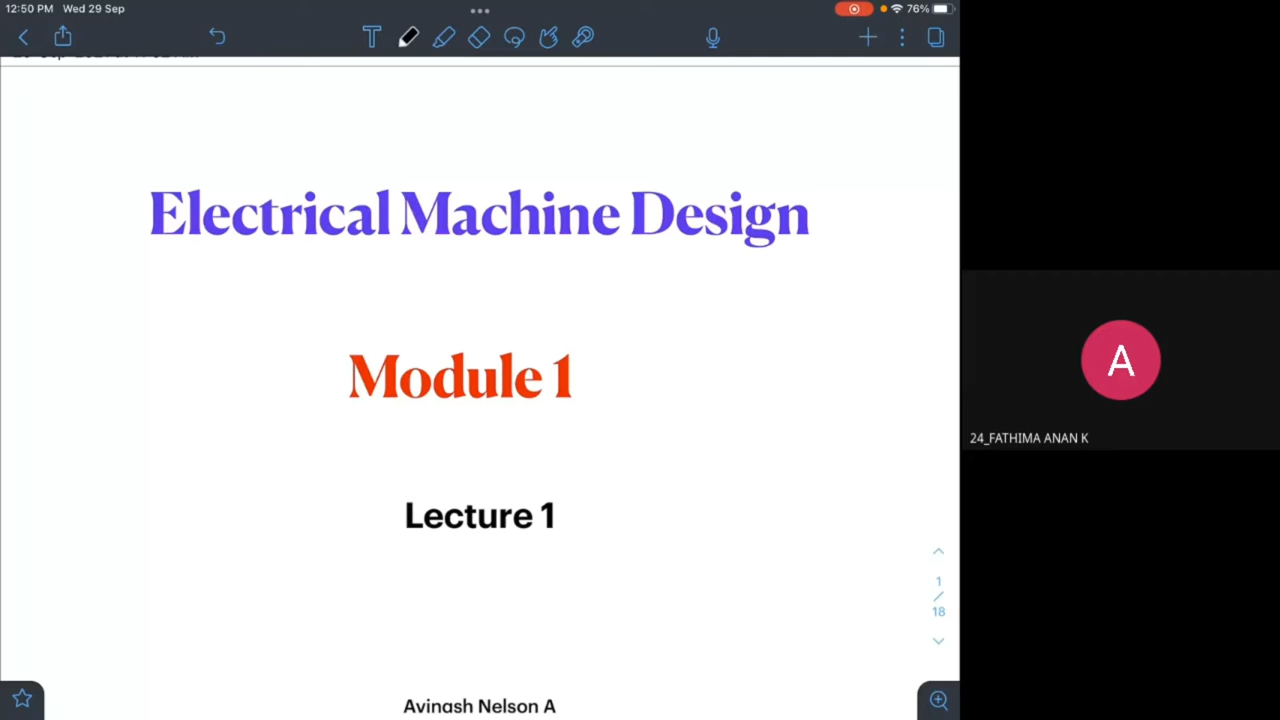 12:50 PM Wed 29 Sep
76%
Electrical Machine Design
Module 1
Lecture 1
1
/
18
Avinash Nelson A
A
24_FATHIMA ANAN K